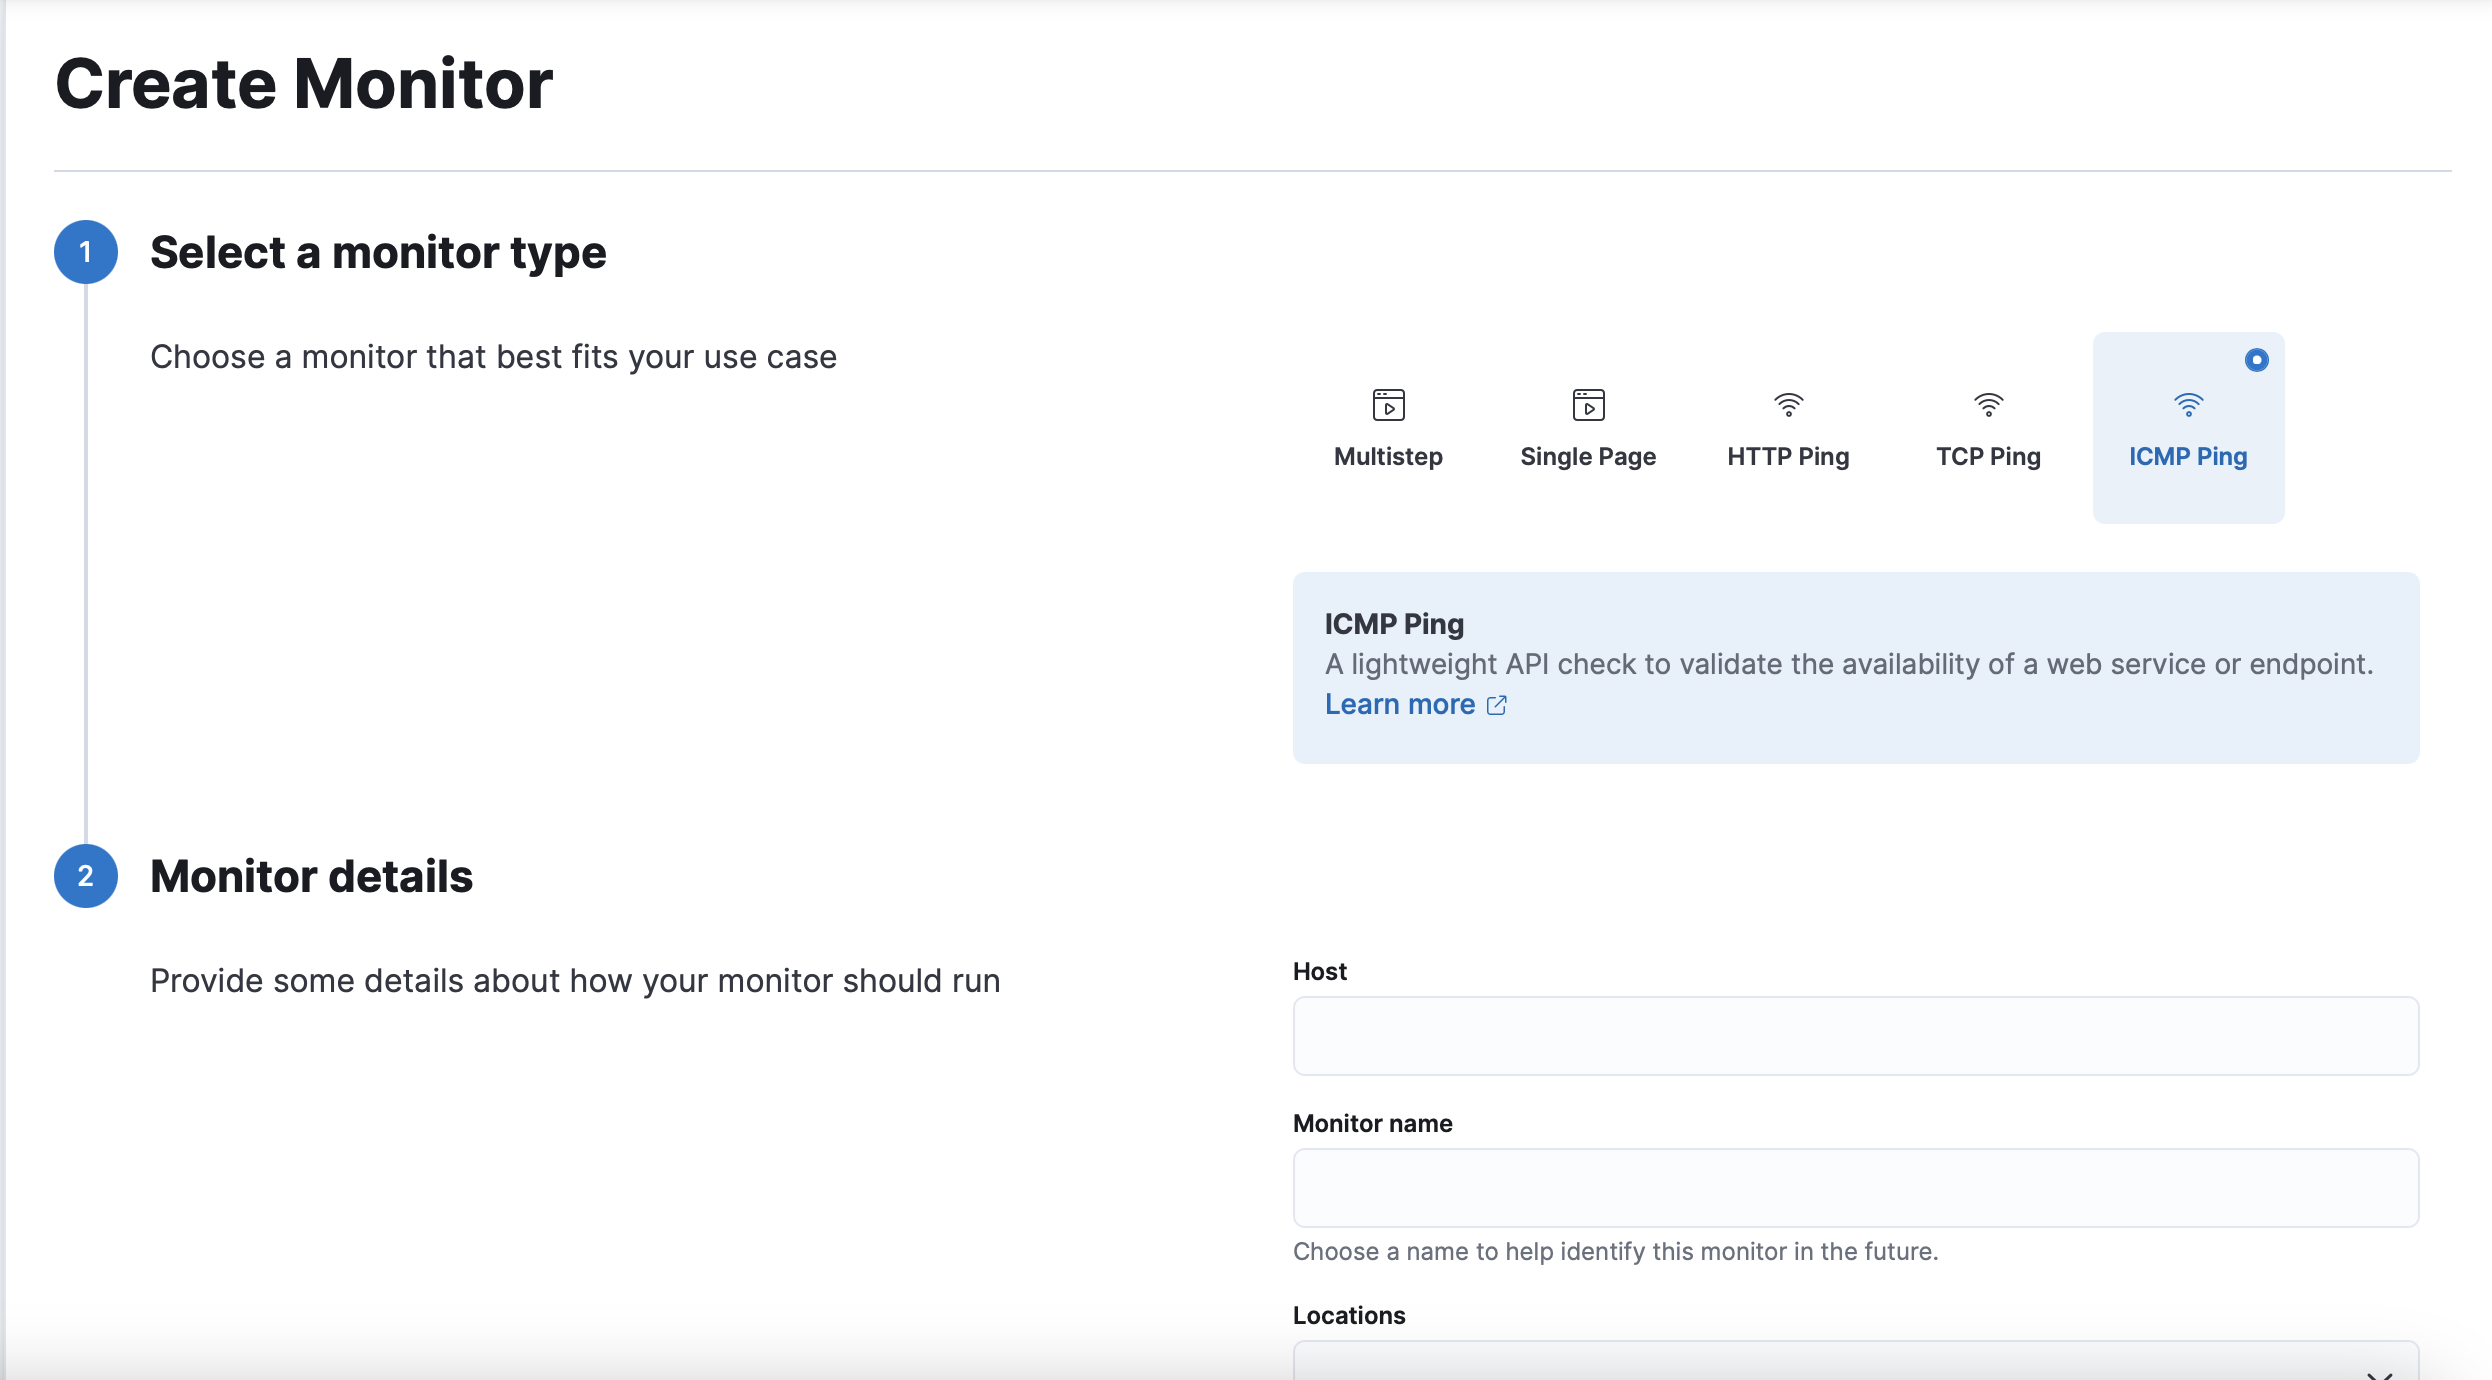 Create Monitor
1
Select a monitor type
Choose a monitor that best fits your use case
Multistep
Single Page
HTTP Ping
TCP Ping
ICMP Ping
ICMP Ping
A lightweight API check to validate the availability of a web service or endpoint.
Learn more
2
Monitor details
Provide some details about how your monitor should run
Host
Monitor name
Choose a name to help identify this monitor in the future.
Locations